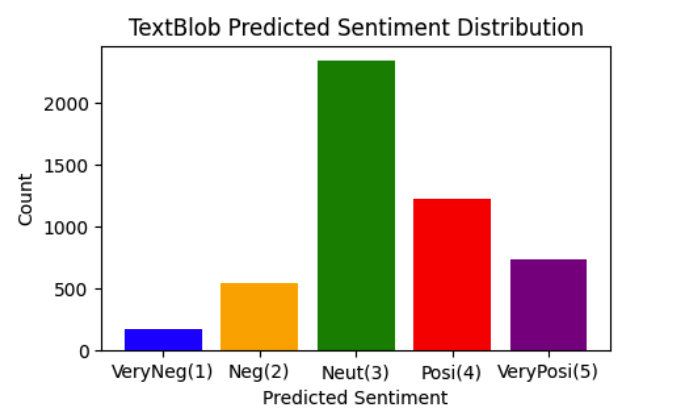 TextBlob Predicted Sentiment Distribution
2000
1500
1000
500
0
Count
VeryNeg(1) Neg(2) Neut(3) Posi(4) VeryPosi(5)
Predicted Sentiment